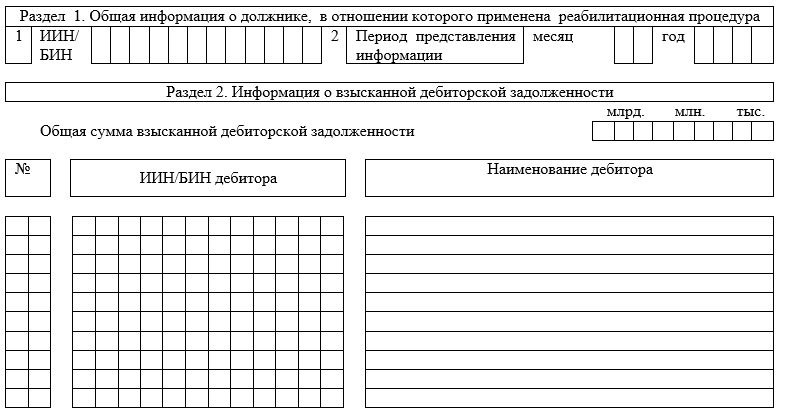 Раздел 1. Общая информация о должнике, в отношении которого применена реабилитационная процедура
1 ИИН/ 2 Период представления месяц год
БИН информации
Раздел 2. Информация о взысканной дебиторской задолженности
млрд. млн. тыс.
Общая сумма взысканной дебиторской задолженности
№ ИИН/БИН дебитора Наименование дебитора